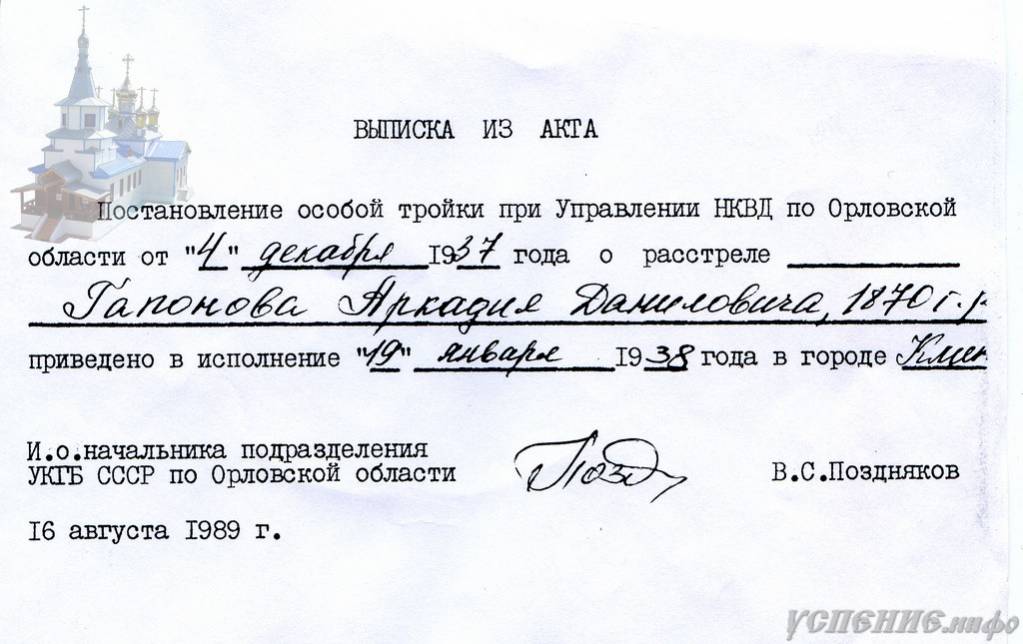 ВЫПИСКА ИЗ АКТА
Постановление особой тройки при Управлении НКВД по Орловской
области от "4" декабря 1937 года о расстреле
Гапонова Аркадия Даниловича, 1870 г.р
приведено в исполнение "19" января 1938 года в городе
И.о.начальника подразделения
УКГБ СССР по Орловской области В.С.Поздняков
16 августа 1989 г.
УСПЕНИЕ.инфо